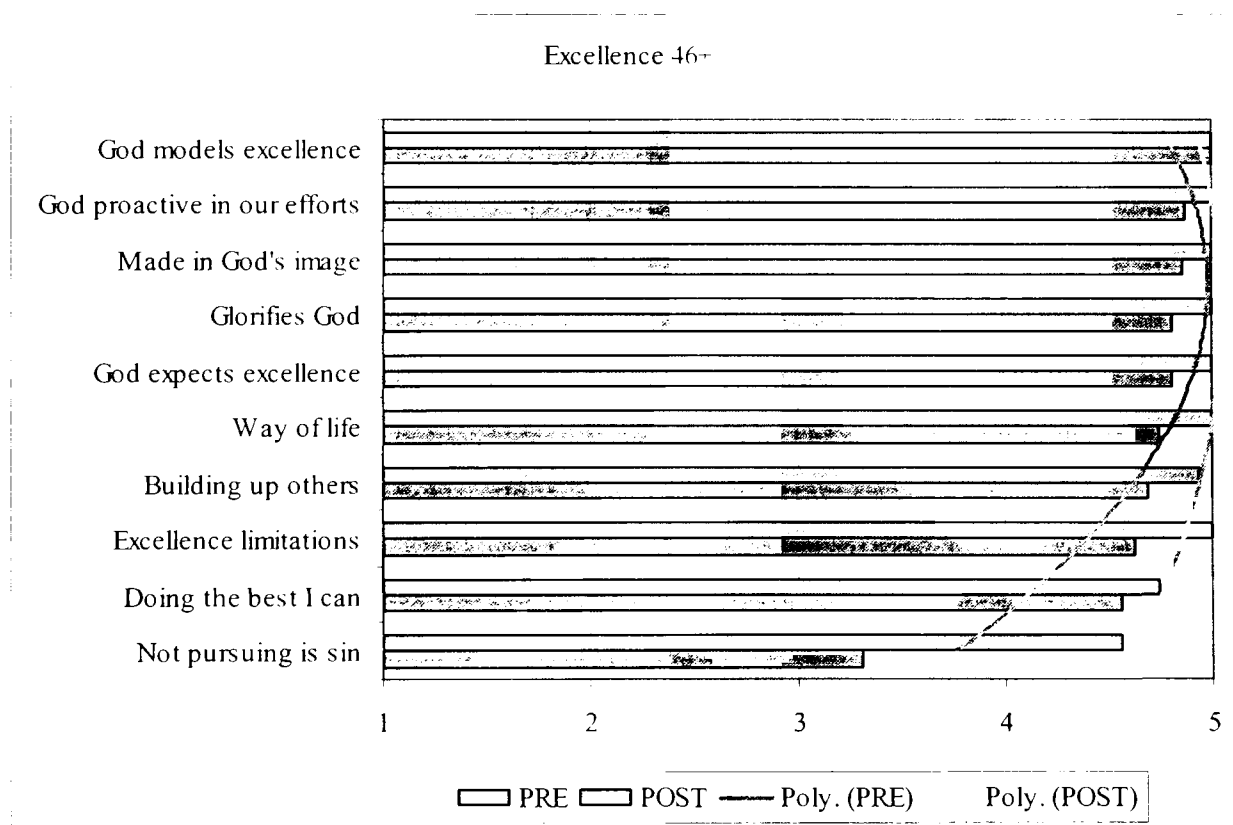 Excellence 46+
God models excellence
God proactive in our efforts
Made in God's image
Glorifies God
God expects excellence
Way of life
Building up others
Excellence limitations
Doing the best I can
Not pursuing is sin
1 2 3 4 5
PRE POST Poly. (PRE) Poly. (POST)